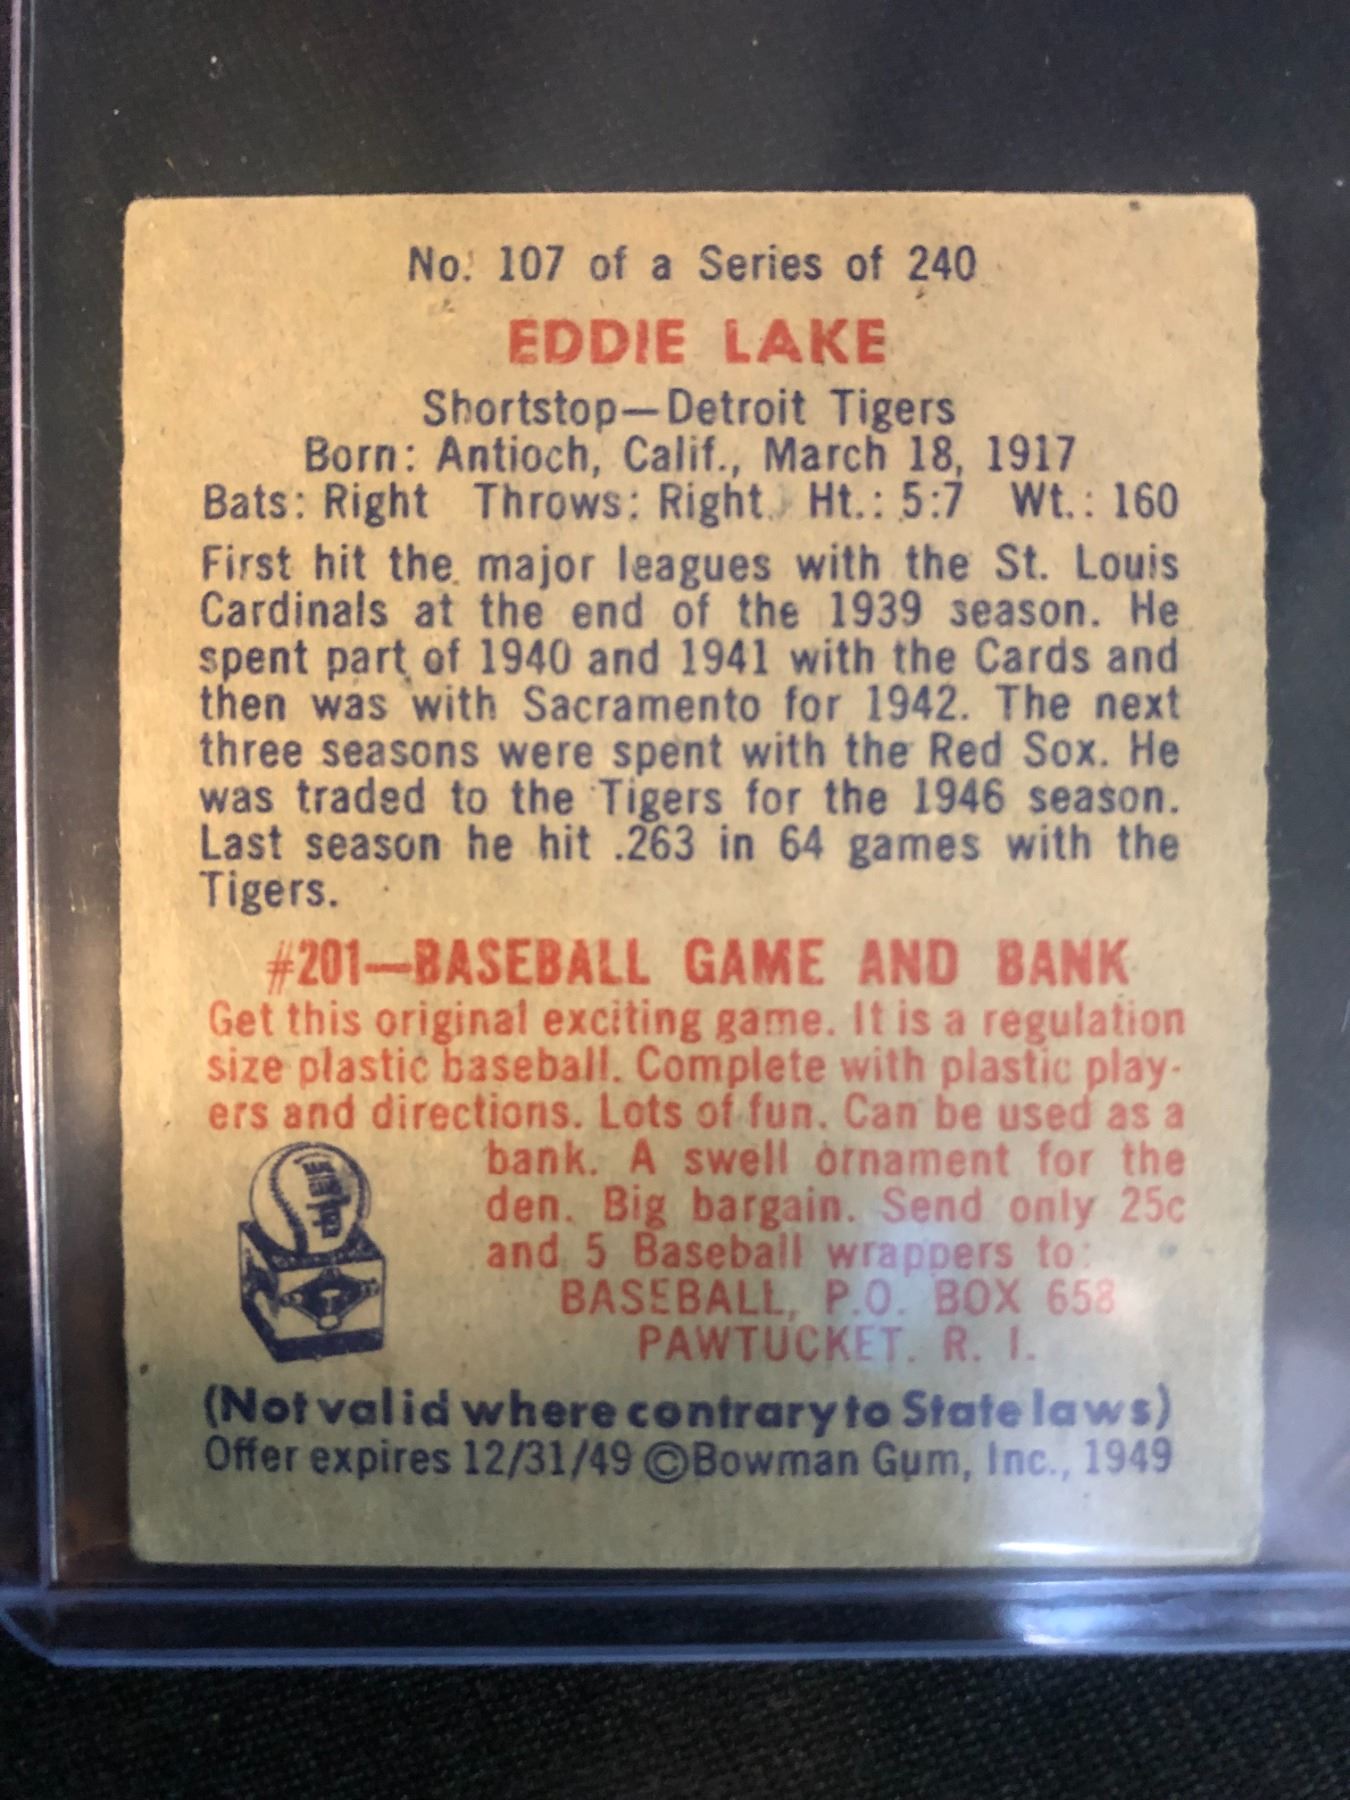 No. 107 of a Series of 240
EDDIE LAKE
Shortstop—Detroit Tigers
Born: Antioch, Calif., March 18, 1917
Bats: Right Throws: Right Ht.: 5:7 Wt.: 160
First hit the major leagues with the St. Louis
Cardinals at the end of the 1939 season. He
spent part of 1940 and 1941 with the Cards and
then was with Sacramento for 1942. The next
three seasons were spent with the Red Sox. He
was traded to the Tigers for the 1946 season.
Last season he hit .263 in 64 games with the
Tigers.
#201—BASEBALL GAME AND BANK
Get this original exciting game. It is a regulation
size plastic baseball. Complete with plastic play-
ers and directions. Lots of fun. Can be used as a
bank. A swell ornament for the
den. Big bargain. Send only 25c
and 5 Baseball wrappers to:
BASEBALL, P.O. BOX 658
PAWTUCKET, R. I.
(Not valid where contrary to State laws)
Offer expires 12/31/49 ©Bowman Gum, Inc., 1949